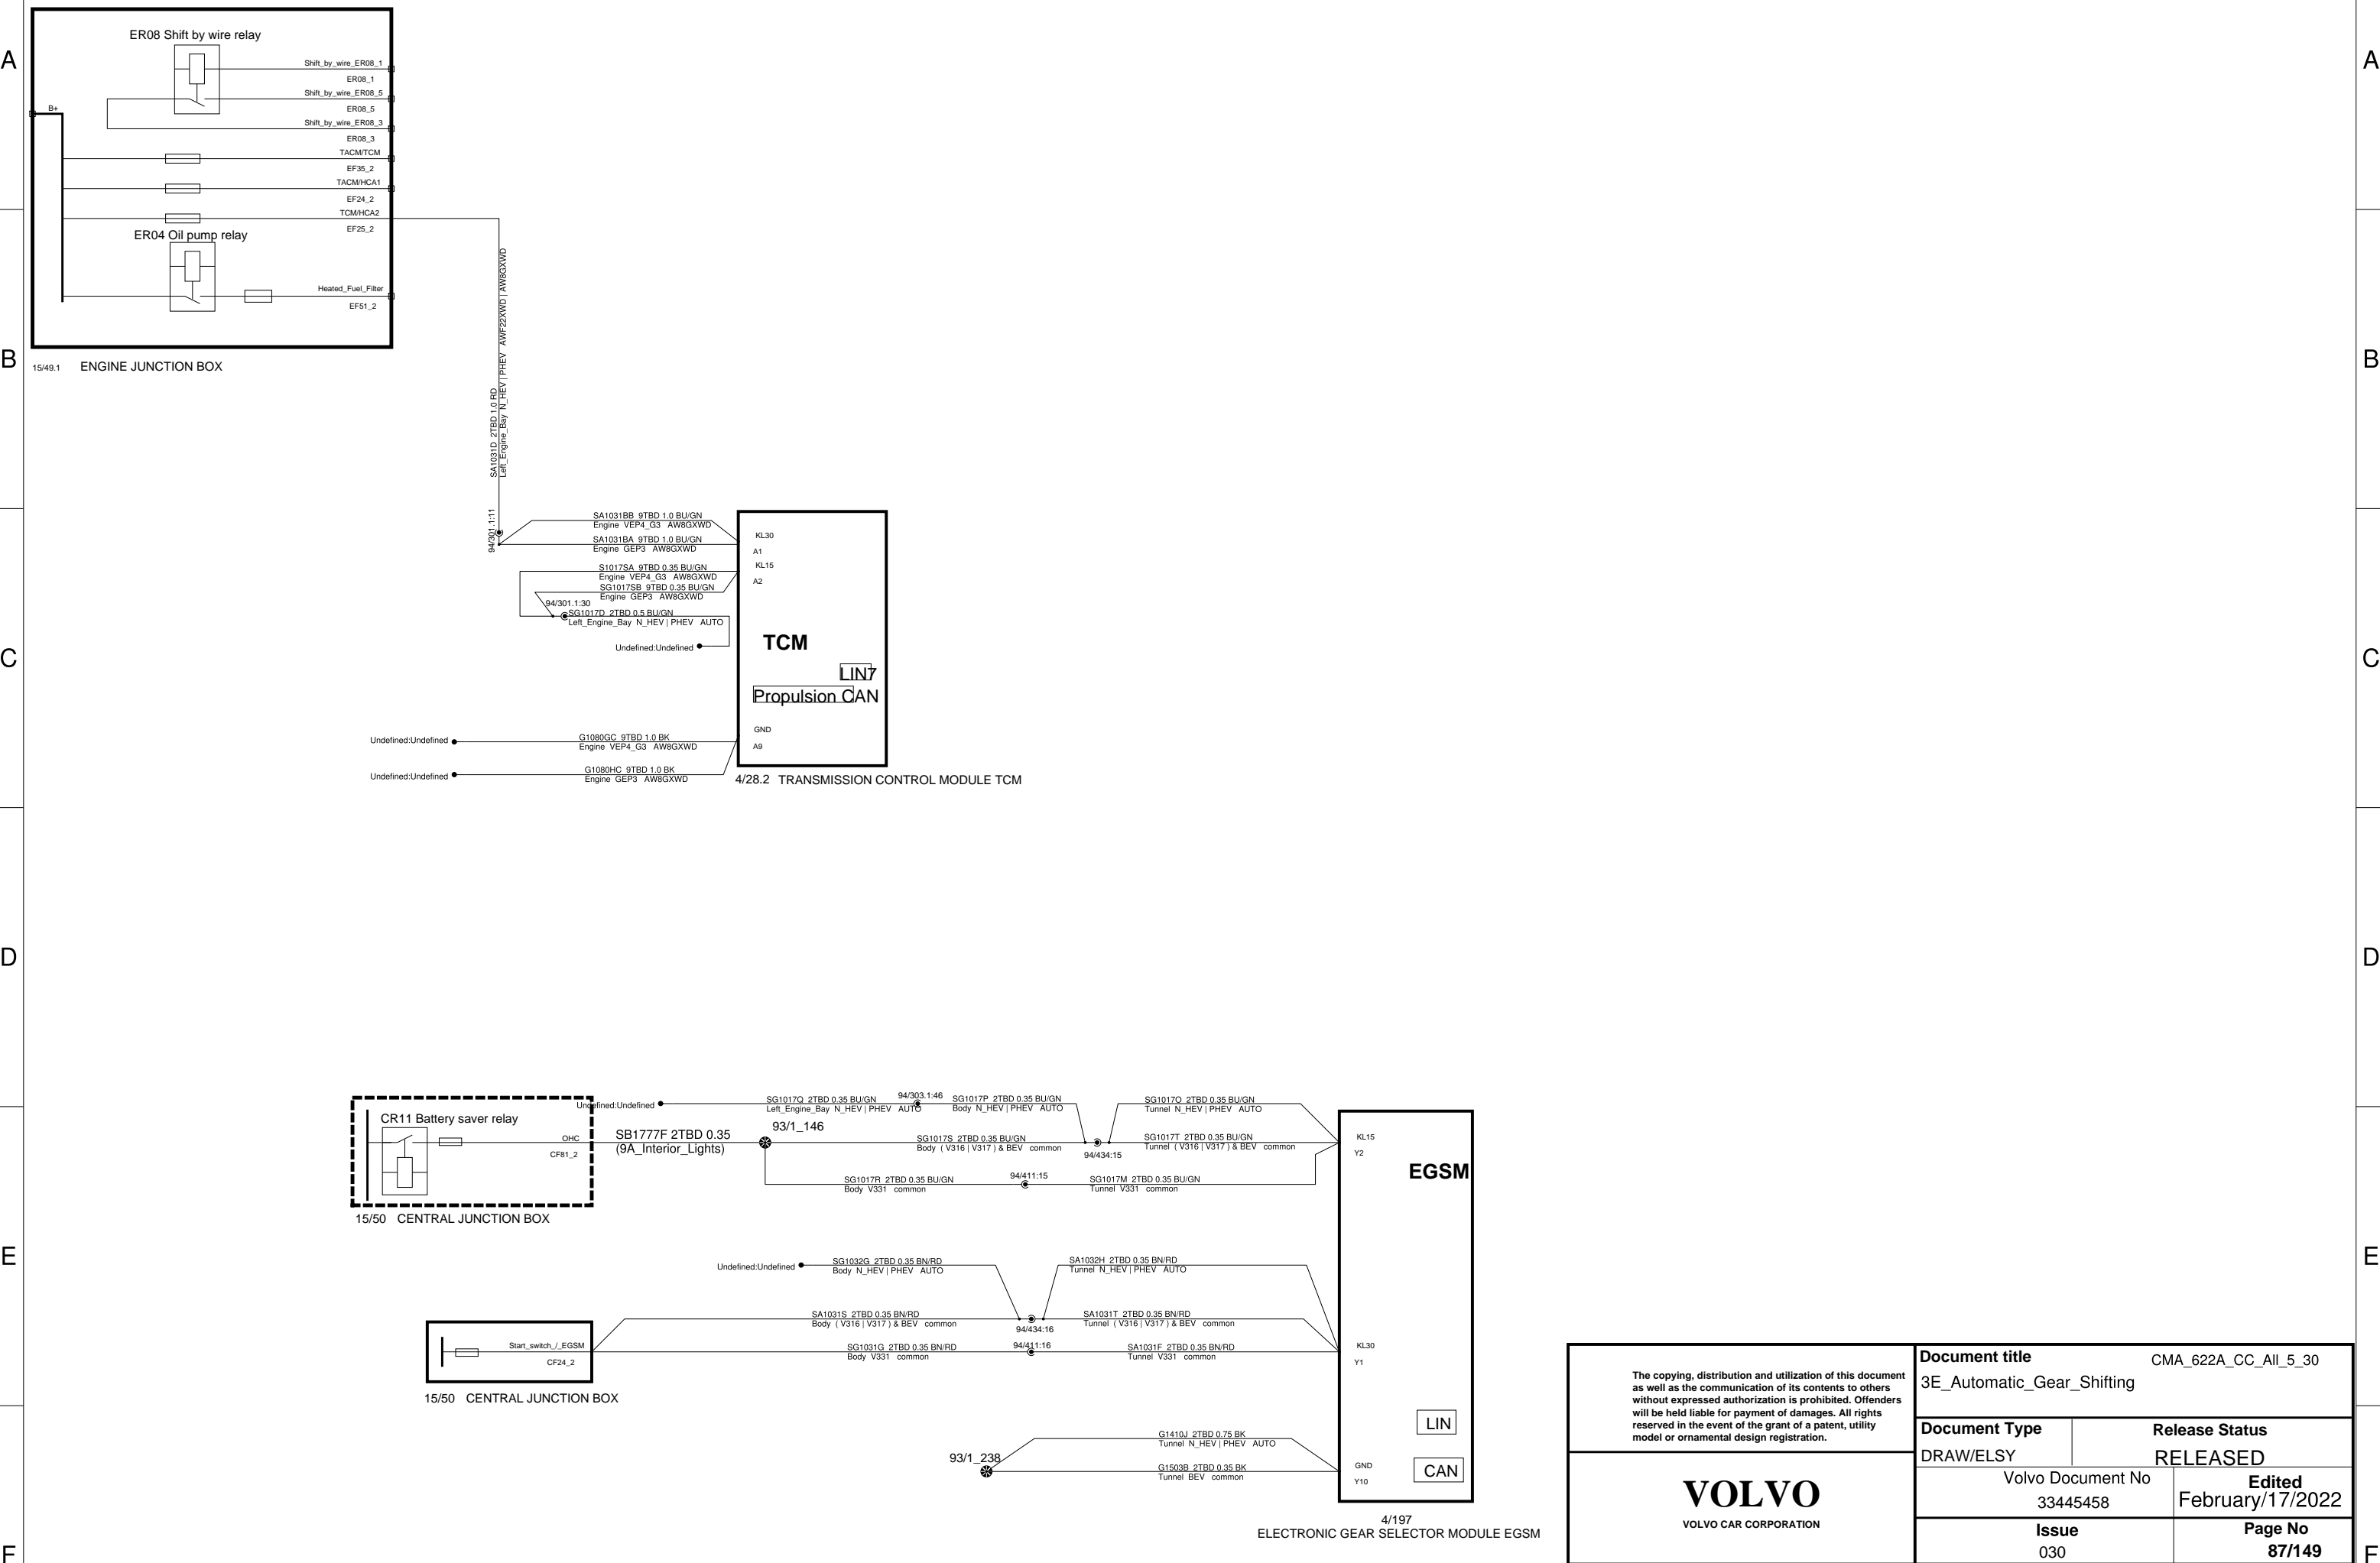 A
A
ER08 Shift by wire relay
Shift_by_wire_ER08_1
ER08_1
Shift_by_wire_ER08_5
ER08_5
B+
Shift_by_wire_ER08_3
ER08_3
TACM/TCM
EF35_2
TACM/HCA1
EF24_2
TCM/HCA2
EF25_2
ER04 Oil pump relay
Heated_Fuel_Filter
EF51_2
15/49.1 ENGINE JUNCTION BOX
B
B
SA1031D 2TBD 1.0 RD
Left_Engine_Bay N_HEV | PHEV AWF22XWD | AW8GXWD
94/301.1:11
SA1031BB 9TBD 1.0 BU/GN
Engine VEP4_G3 AW8GXWD
SA1031BA 9TBD 1.0 BU/GN
Engine GEP3 AW8GXWD
KL30
A1
S1017SA 9TBD 0.35 BU/GN
Engine VEP4_G3 AW8GXWD
KL15
A2
SG1017SB 9TBD 0.35 BU/GN
Engine GEP3 AW8GXWD
94/301.1:30
SG1017D 2TBD 0.5 BU/GN
Left_Engine_Bay N_HEV | PHEV AUTO
Undefined:Undefined
TCM
LIN7
Propulsion CAN
C
C
GND
A9
Undefined:Undefined
G1080GC 9TBD 1.0 BK
Engine VEP4_G3 AW8GXWD
Undefined:Undefined
G1080HC 9TBD 1.0 BK
Engine GEP3 AW8GXWD
4/28.2 TRANSMISSION CONTROL MODULE TCM
D
D
CR11 Battery saver relay
OHC
CF81_2
15/50 CENTRAL JUNCTION BOX
Undefined:Undefined
SB1777F 2TBD 0.35
(9A_Interior_Lights)
93/1_146
SG1017Q 2TBD 0.35 BU/GN
Left_Engine_Bay N_HEV | PHEV AUTO
94/303.1:46
SG1017P 2TBD 0.35 BU/GN
Body N_HEV | PHEV AUTO
SG1017O 2TBD 0.35 BU/GN
Tunnel N_HEV | PHEV AUTO
SG1017S 2TBD 0.35 BU/GN
Body ( V316 | V317 ) & BEV common
94/434:15
SG1017T 2TBD 0.35 BU/GN
Tunnel ( V316 | V317 ) & BEV common
SG1017R 2TBD 0.35 BU/GN
Body V331 common
94/411:15
SG1017M 2TBD 0.35 BU/GN
Tunnel V331 common
KL15
Y2
EGSM
E
E
Undefined:Undefined
SG1032G 2TBD 0.35 BN/RD
Body N_HEV | PHEV AUTO
SA1032H 2TBD 0.35 BN/RD
Tunnel N_HEV | PHEV AUTO
SA1031S 2TBD 0.35 BN/RD
Body ( V316 | V317 ) & BEV common
94/434:16
SA1031T 2TBD 0.35 BN/RD
Tunnel ( V316 | V317 ) & BEV common
Start_switch_/_EGSM
CF24_2
15/50 CENTRAL JUNCTION BOX
SG1031G 2TBD 0.35 BN/RD
Body V331 common
94/411:16
SA1031F 2TBD 0.35 BN/RD
Tunnel V331 common
KL30
Y1
LIN
CAN
93/1_238
G1410J 2TBD 0.75 BK
Tunnel N_HEV | PHEV AUTO
G1503B 2TBD 0.35 BK
Tunnel BEV common
GND
Y10
4/197
ELECTRONIC GEAR SELECTOR MODULE EGSM
F
F
The copying, distribution and utilization of this document
as well as the communication of its contents to others
without expressed authorization is prohibited. Offenders
will be held liable for payment of damages. All rights
reserved in the event of the grant of a patent, utility
model or ornamental design registration.
VOLVO
VOLVO CAR CORPORATION
Document title
CMA_622A_CC_All_5_30
3E_Automatic_Gear_Shifting
Document Type
DRAW/ELSY
Release Status
RELEASED
Volvo Document No
33445458
Edited
February/17/2022
Issue
030
Page No
87/149